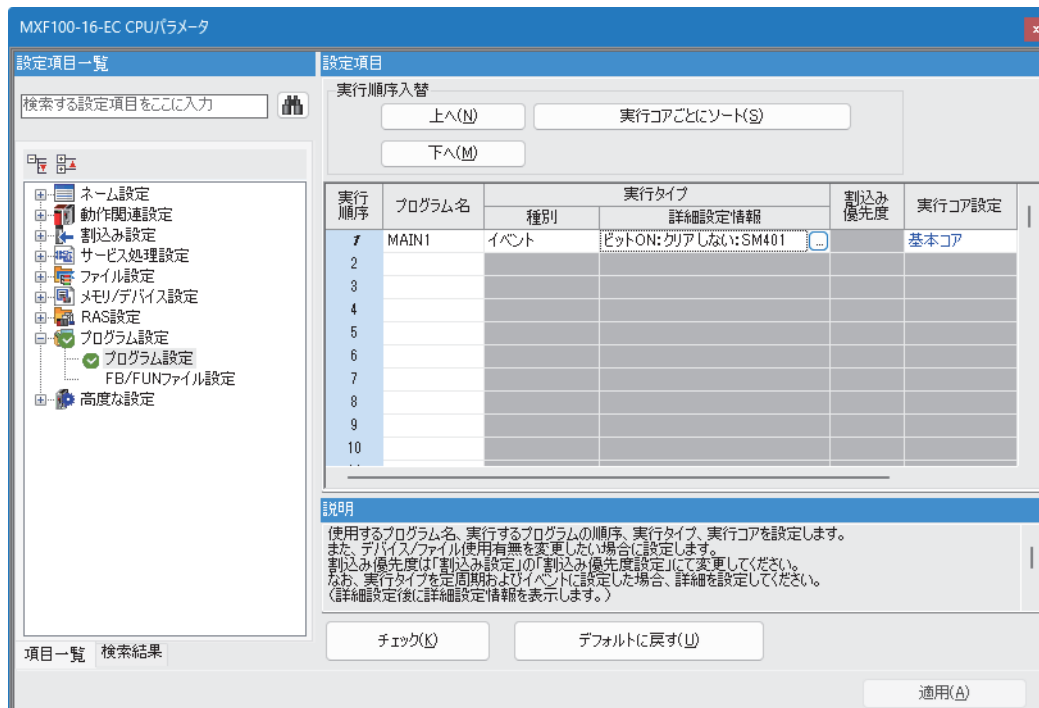 MXF100-16-EC CPUパラメータ
設定項目一覧
検索する設定項目をここに入力
ネーム設定
動作関連設定
割込み設定
サービス処理設定
ファイル設定
メモリ/デバイス設定
RAS設定
プログラム設定
プログラム設定
FB/FUNファイル設定
高度な設定
項目一覧 検索結果
設定項目
実行順序入替
上へ(N) 実行コアごとにソート(S)
下へ(M)
実行順序 プログラム名 実行タイプ 割込み優先度 実行コア設定
種別 詳細設定情報
1 MAIN1 イベント ビットON:クリアしない:SM401 ... 基本コア
2
3
4
5
6
7
8
9
10
説明
使用するプログラム名、実行するプログラムの順序、実行タイプ、実行コアを設定します。
また、デバイス/ファイル使用有無を変更したい場合に設定します。
割込み優先度は「割込み設定」の「割込み優先度設定」にて変更してください。
なお、実行タイプを定周期およびイベントに設定した場合、詳細を設定してください。
(詳細設定後に詳細設定情報を表示します。)
チェック(K) デフォルトに戻す(U)
適用(A)